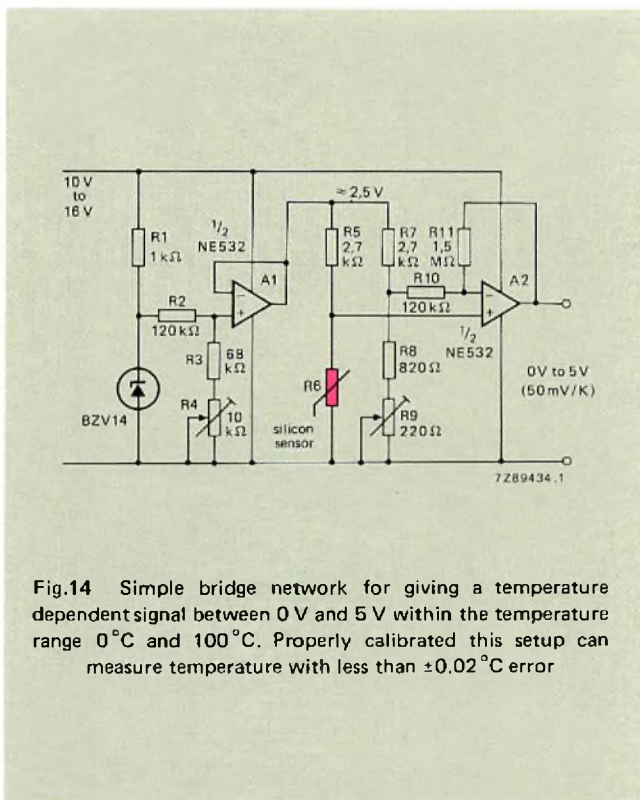 10 V
to
16 V
R1
1 kΩ
R2
120 kΩ
BZV14
1/2
NE532
A1
R3
68
kΩ
R4
10
kΩ
≈ 2,5 V
R5
2,7
kΩ
R6
silicon
sensor
R7
2,7
kΩ
R11
1,5
MΩ
R10
120 kΩ
A2
1/2
NE532
R8
820 Ω
R9
220 Ω
0V to 5V
(50 mV/K)
7Z89434.1
Fig.14 Simple bridge network for giving a temperature
dependent signal between 0 V and 5 V within the temperature
range 0°C and 100°C. Properly calibrated this setup can
measure temperature with less than ±0.02°C error